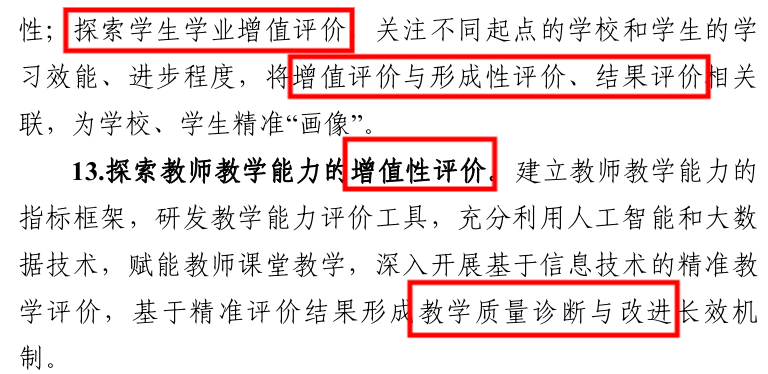 性；探索学生学业增值评价 关注不同起点的学校和学生的学
习效能、进步程度，将增值评价与形成性评价、结果评价相关
联，为学校、学生精准“画像”。
13.探索教师教学能力的增值性评价。建立教师教学能力的
指标框架，研发教学能力评价工具，充分利用人工智能和大数
据技术，赋能教师课堂教学，深入开展基于信息技术的精准教
学评价，基于精准评价结果形成教学质量诊断与改进长效机
制。